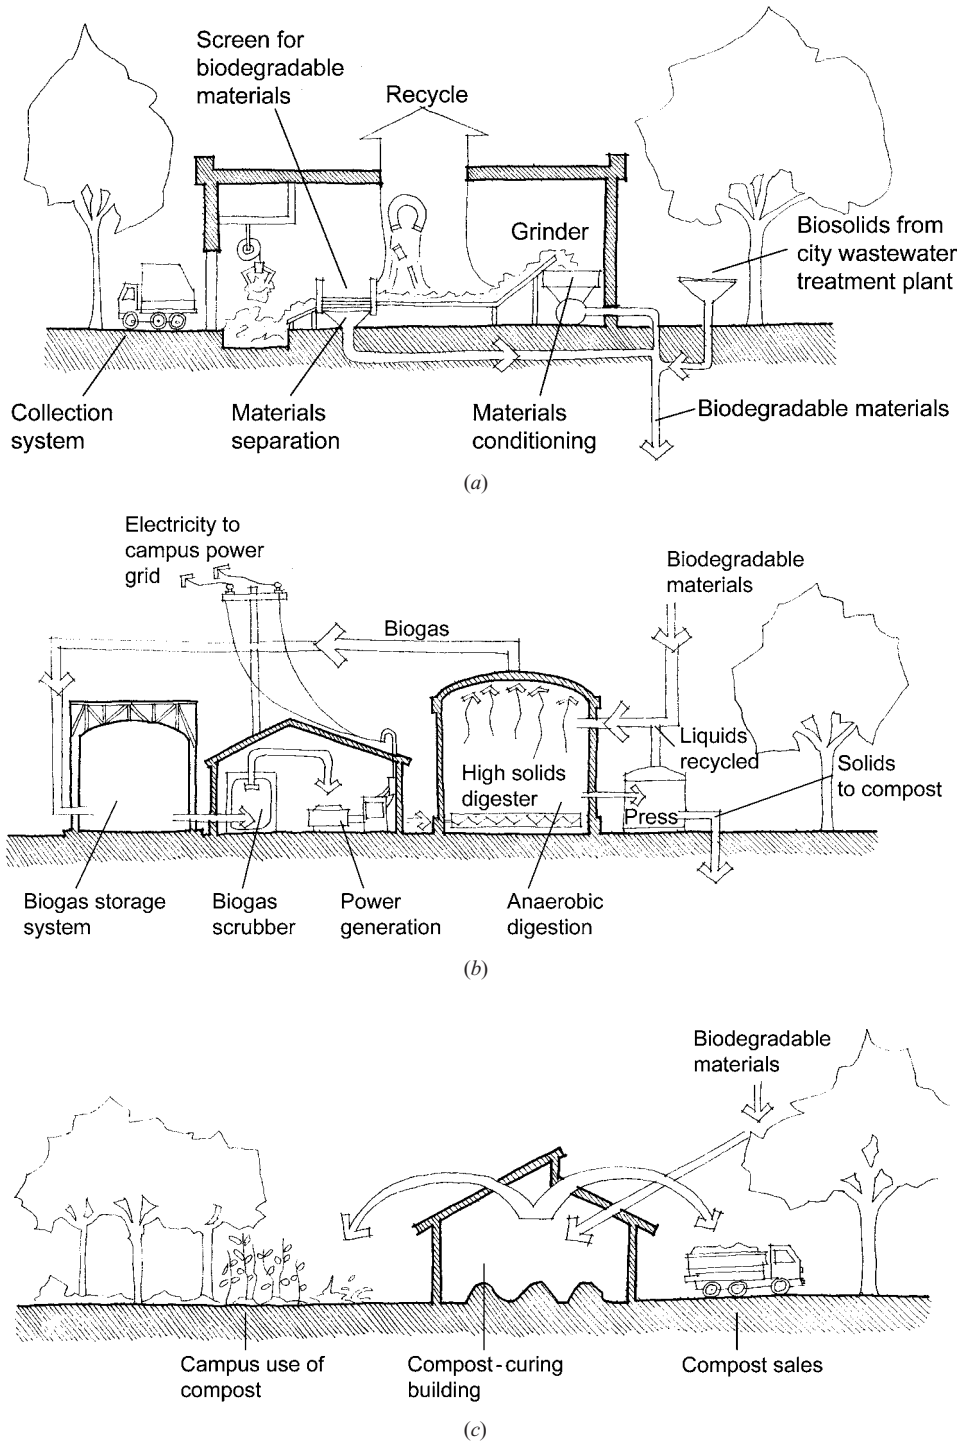 Screen for
biodegradable
materials
Recycle
Grinder
Biosolids from
city wastewater
treatment plant
Collection
system
Materials
separation
Materials
conditioning
Biodegradable materials
(a)
Electricity to
campus power
grid
Biogas
Biodegradable
materials
High solids
digester
Liquids
recycled
Press
Solids
to compost
Biogas storage
system
Biogas
scrubber
Power
generation
Anaerobic
digestion
(b)
Biodegradable
materials
Campus use of
compost
Compost-curing
building
Compost sales
(c)